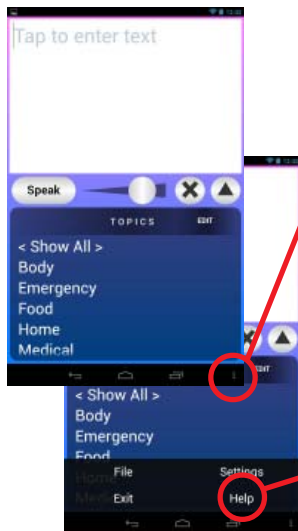 Tap to enter text
Speak
TOPICS EDIT
< Show All >
Body
Emergency
Food
Home
Medical
EDIT
< Show All >
Body
Emergency
Food
File Settings
Exit Help